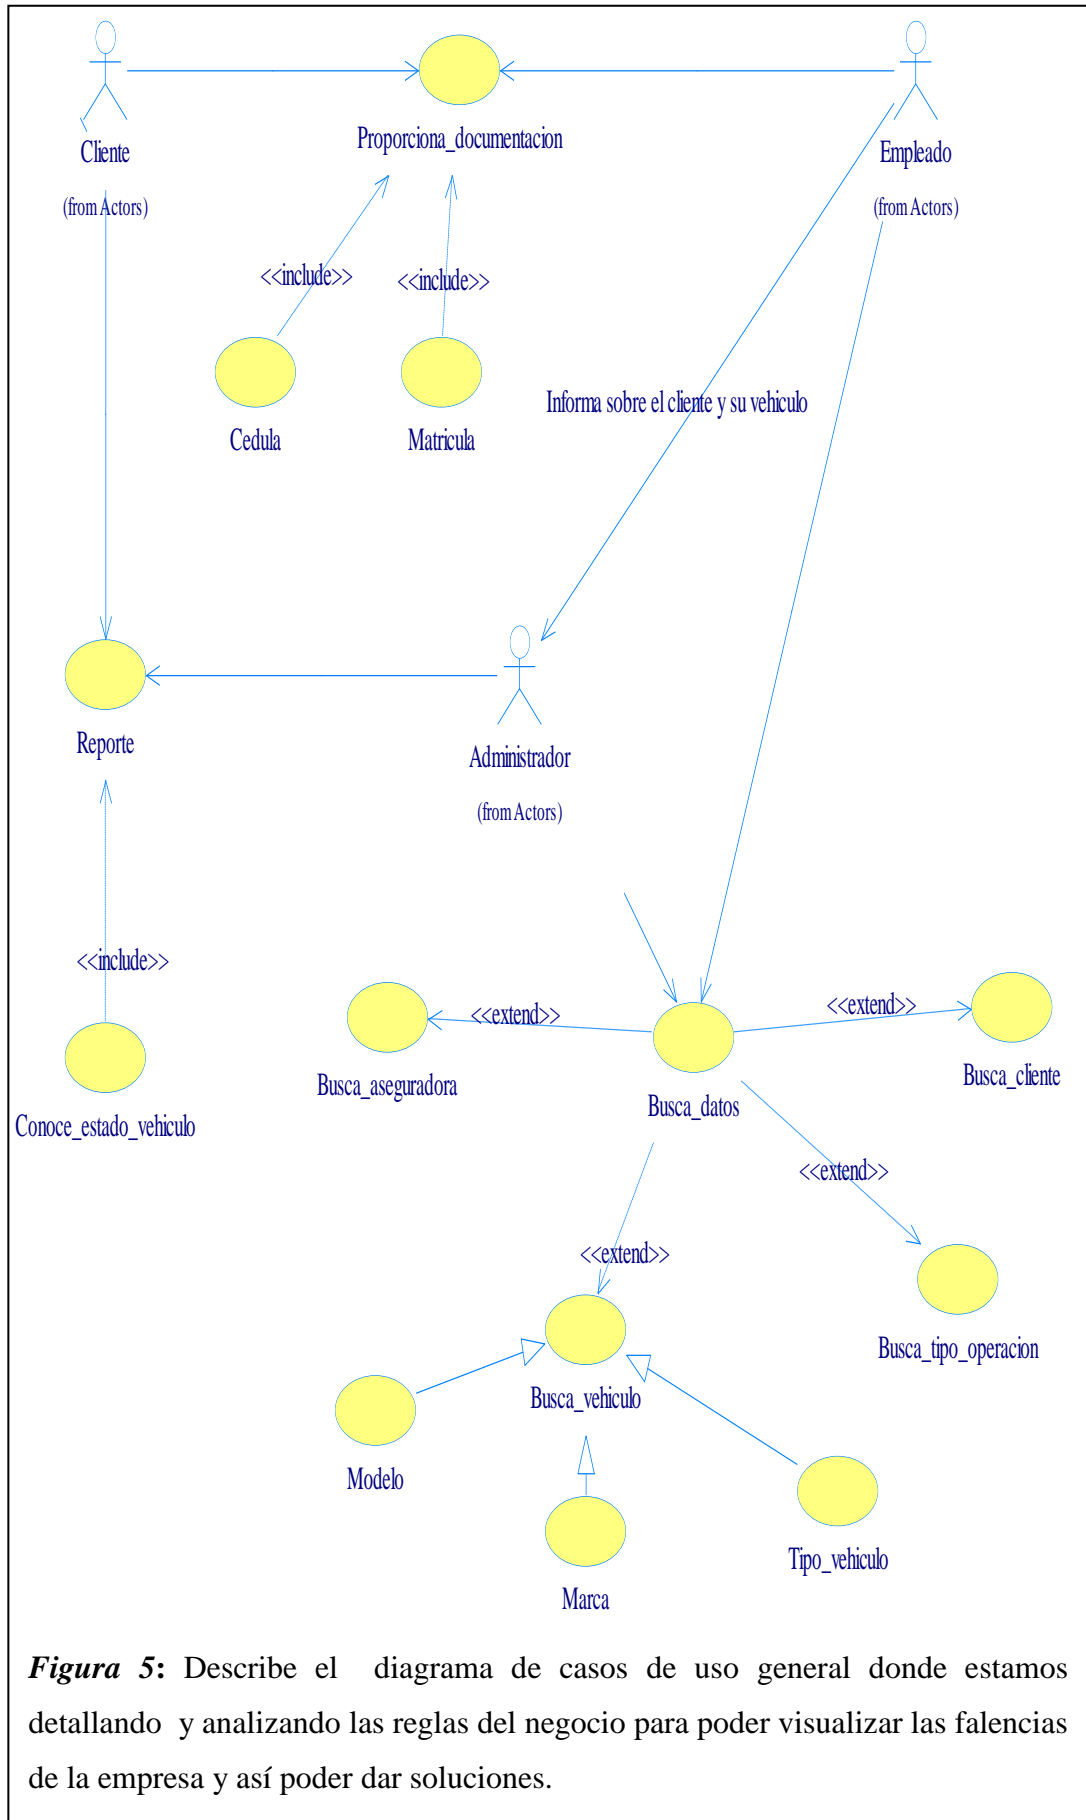 Cliente
(from Actors)
Proporciona_documentacion
Empleado
(from Actors)
<<include>>
<<include>>
Cedula
Matricula
Informa sobre el cliente y su vehiculo
Reporte
Administrador
(from Actors)
<<include>>
Conoce_estado_vehiculo
<<extend>>
<<extend>>
Busca_aseguradora
Busca_datos
Busca_cliente
<<extend>>
<<extend>>
Busca_tipo_operacion
Busca_vehiculo
Modelo
Marca
Tipo_vehiculo
Figura 5: Describe el diagrama de casos de uso general donde estamos
detallando y analizando las reglas del negocio para poder visualizar las falencias
de la empresa y así poder dar soluciones.